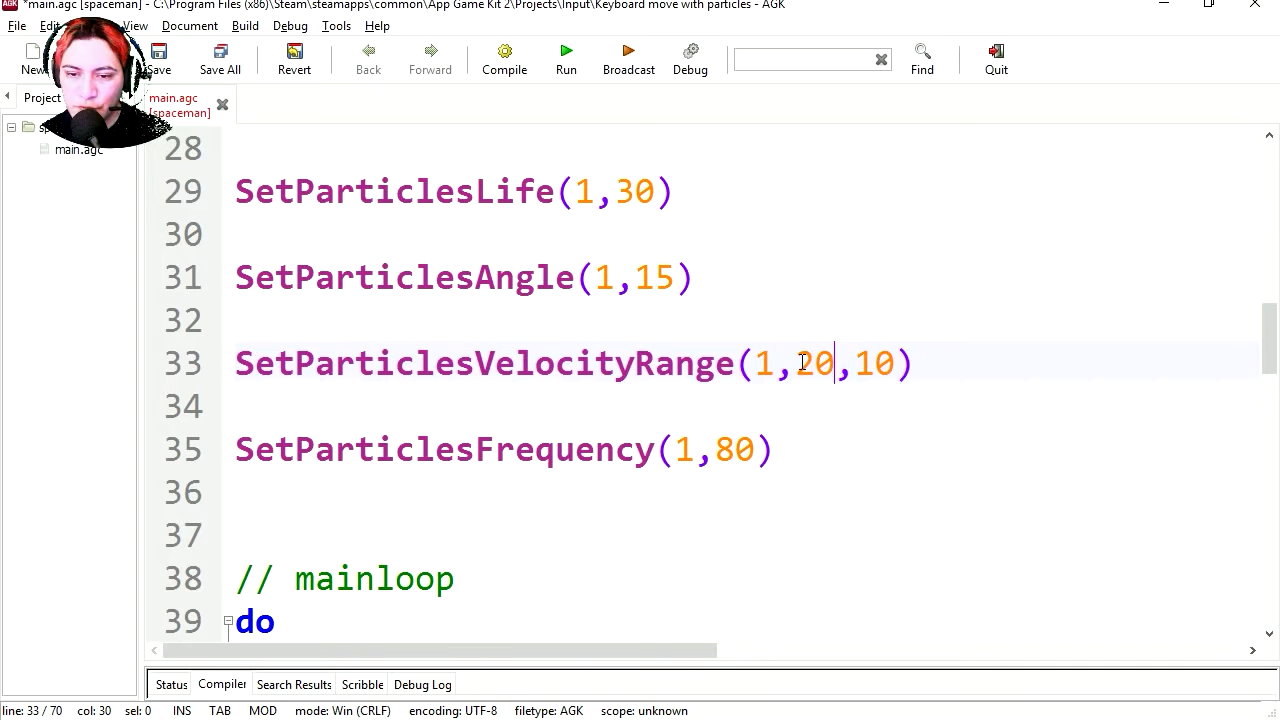 *main.agc [spaceman] - C:\Program Files (x86)\Steam\steamapps\common\App Game Kit 2\Projects\Input\Keyboard move with particles - AGK
File Edit View Document Build Debug Tools Help
New Save Save All Revert Back Forward Compile Run Broadcast Debug Find Quit
Project main.agc
[spaceman]
main.agc
28
29 SetParticlesLife(1,30)
30
31 SetParticlesAngle(1,15)
32
33 SetParticlesVelocityRange(1,20,10)
34
35 SetParticlesFrequency(1,80)
36
37
38 // mainloop
39 do
Status Compiler Search Results Scribble Debug Log
line: 33 / 70 col: 30 sel: 0 INS TAB MOD mode: Win (CRLF) encoding: UTF-8 filetype: AGK scope: unknown